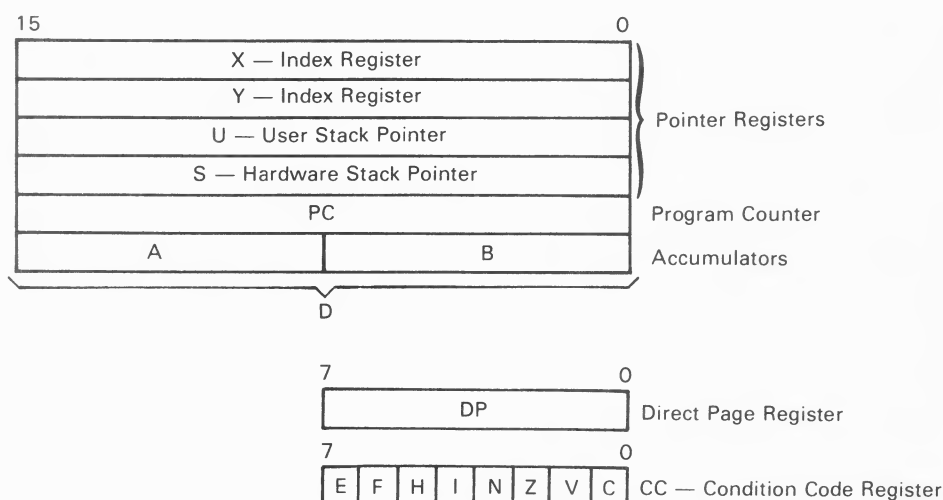 15 0
X — Index Register
Y — Index Register
U — User Stack Pointer
S — Hardware Stack Pointer
Pointer Registers
PC
Program Counter
A B
Accumulators
D
7 0
DP
Direct Page Register
7 0
E F H I N Z V C
CC — Condition Code Register